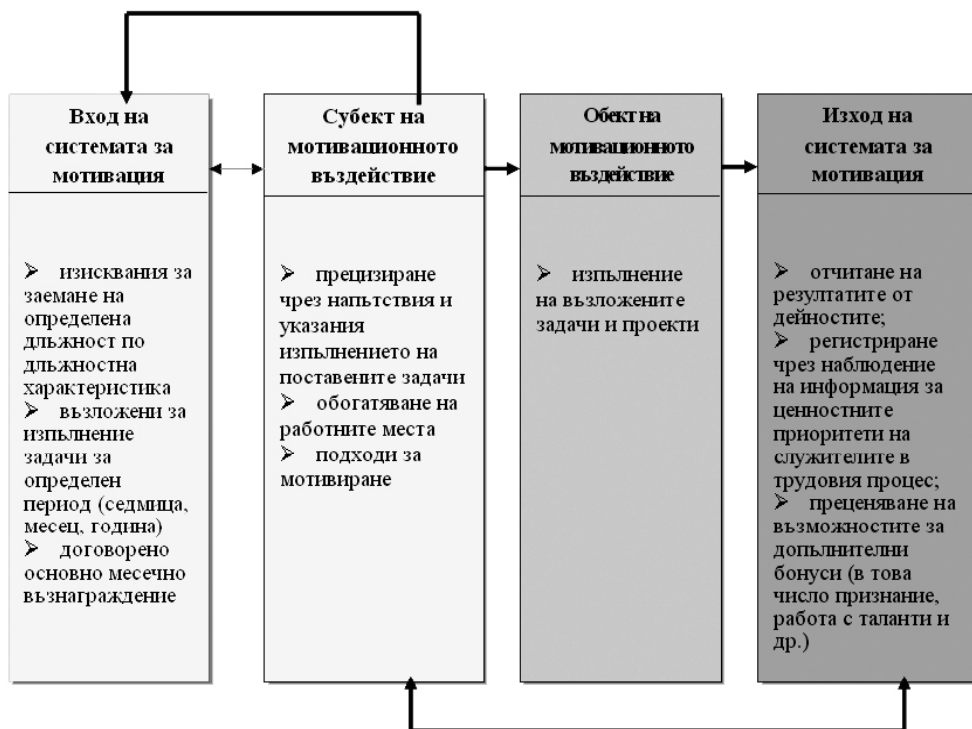 Вход на
системата за
мотивация
➢ изисквания за
заемане на
определена
длъжност по
длъжностна
характеристика
➢ възложени за
изпълнение
задачи за
определен
период (седмица,
месец, година)
➢ договорено
основно месечно
възнаграждение
Субект на
мотивационното
въздействие
➢ прецизиране
чрез напътствия и
указания
изпълнението на
поставените задачи
➢ обогатяване на
работните места
➢ подходи за
мотивиране
Обект на
мотивационното
въздействие
➢ изпълнение
на възложените
задачи и проекти
Изход на
системата за
мотивация
➢ отчитане на
резултатите от
дейностите;
➢ регистриране
чрез наблюдение
на информация за
ценностните
приоритети на
служителите в
трудовия процес;
➢ преценяване на
възможностите за
допълнителни
бонуси (в това
число признание,
работа с таланти и
др.)